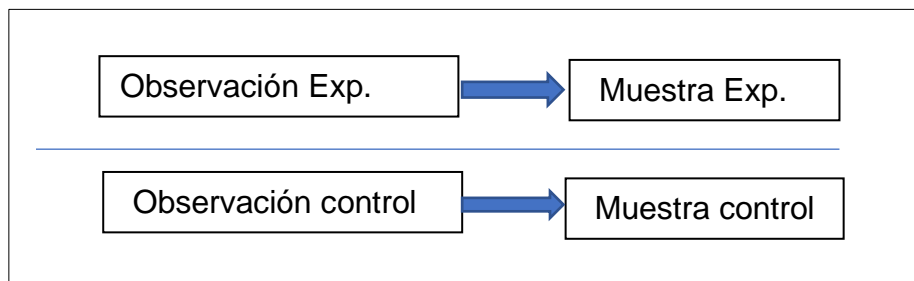 Observación Exp.
Muestra Exp.
Observación control
Muestra control